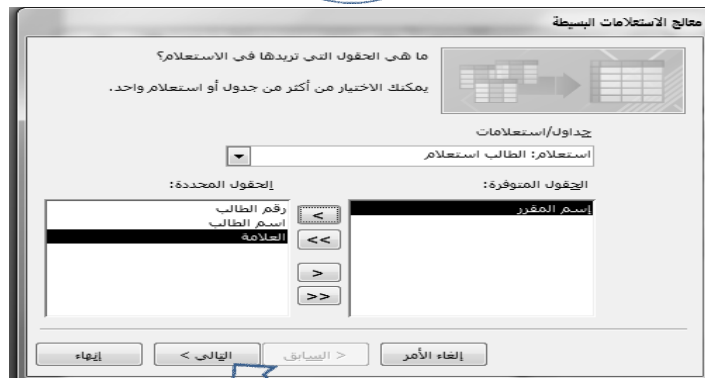 معالج الاستعلامات البسيطة
ما هي الحقول التي تريدها في الاستعلام؟
يمكنك الاختيار من أكثر من جدول أو استعلام واحد.
جداول/استعلامات
استعلام: الطالب استعلام
الحقول المتوفرة:
الحقول المحددة:
إسم المقرر
رقم الطالب
اسم الطالب
العلامة
>
>>
<
<<
إلغاء الأمر
< السابق
التالي >
إنهاء